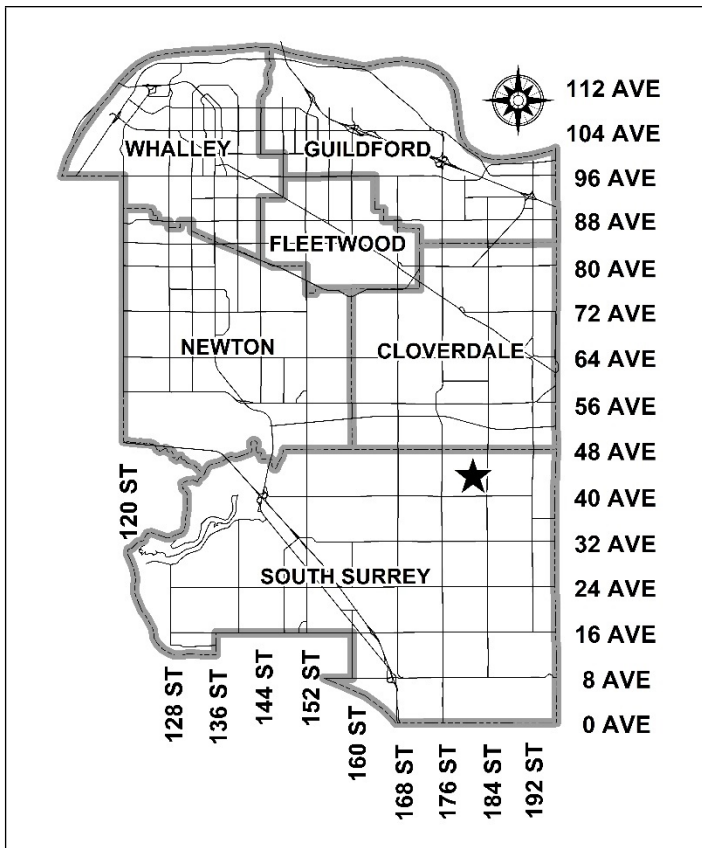 112 AVE
104 AVE
WHALLEY
GUILDFORD
96 AVE
88 AVE
FLEETWOOD
80 AVE
72 AVE
NEWTON
CLOVERDALE
64 AVE
56 AVE
48 AVE
120 ST
40 AVE
32 AVE
SOUTH SURREY
24 AVE
16 AVE
8 AVE
0 AVE
128 ST
136 ST
144 ST
152 ST
160 ST
168 ST
176 ST
184 ST
192 ST